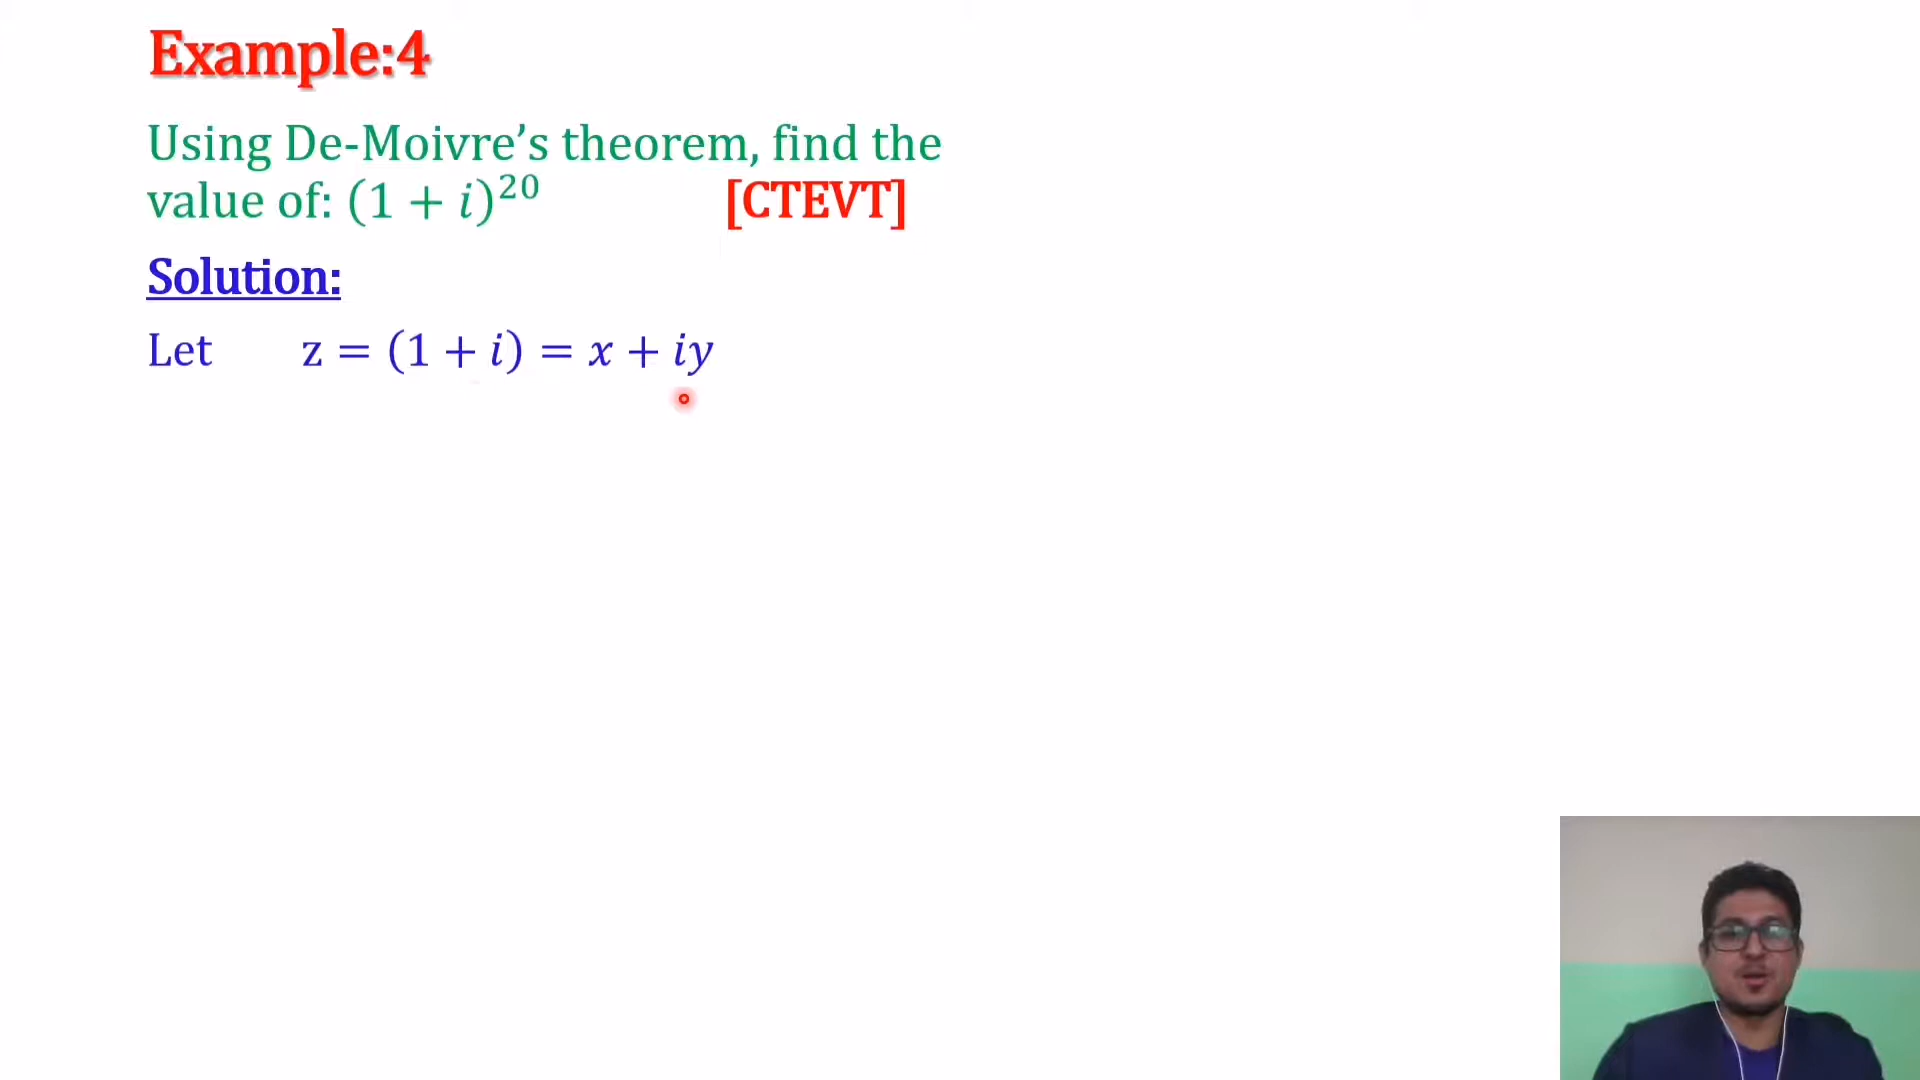 Example:4
Using De-Moivre’s theorem, find the
value of: (1 + i)²⁰ [CTEVT]
Solution:
Let z = (1 + i) = x + iy